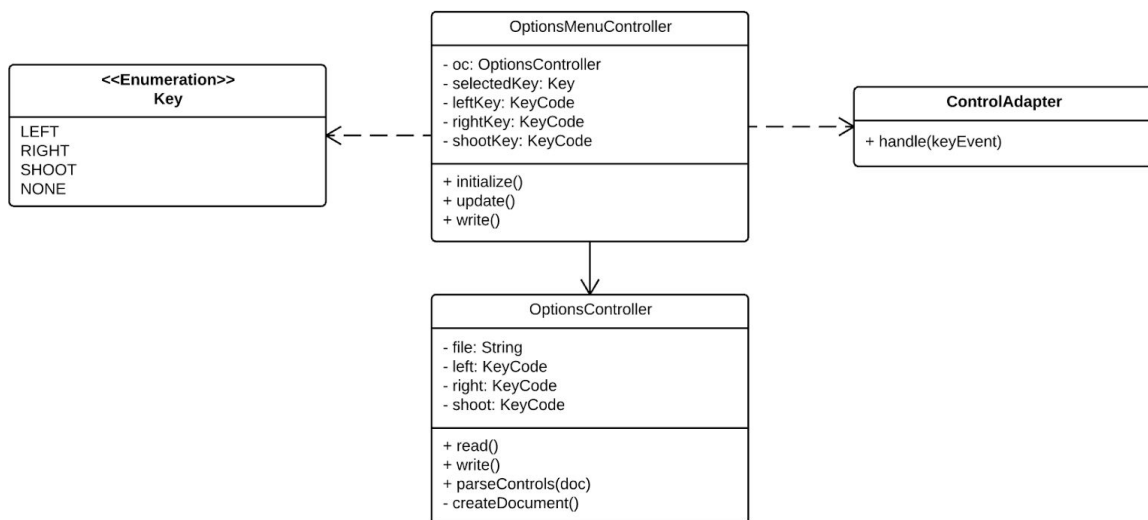 OptionsMenuController
- oc: OptionsController
- selectedKey: Key
- leftKey: KeyCode
- rightKey: KeyCode
- shootKey: KeyCode
+ initialize()
+ update()
+ write()
<<Enumeration>>
Key
LEFT
RIGHT
SHOOT
NONE
ControlAdapter
+ handle(keyEvent)
OptionsController
- file: String
- left: KeyCode
- right: KeyCode
- shoot: KeyCode
+ read()
+ write()
+ parseControls(doc)
- createDocument()